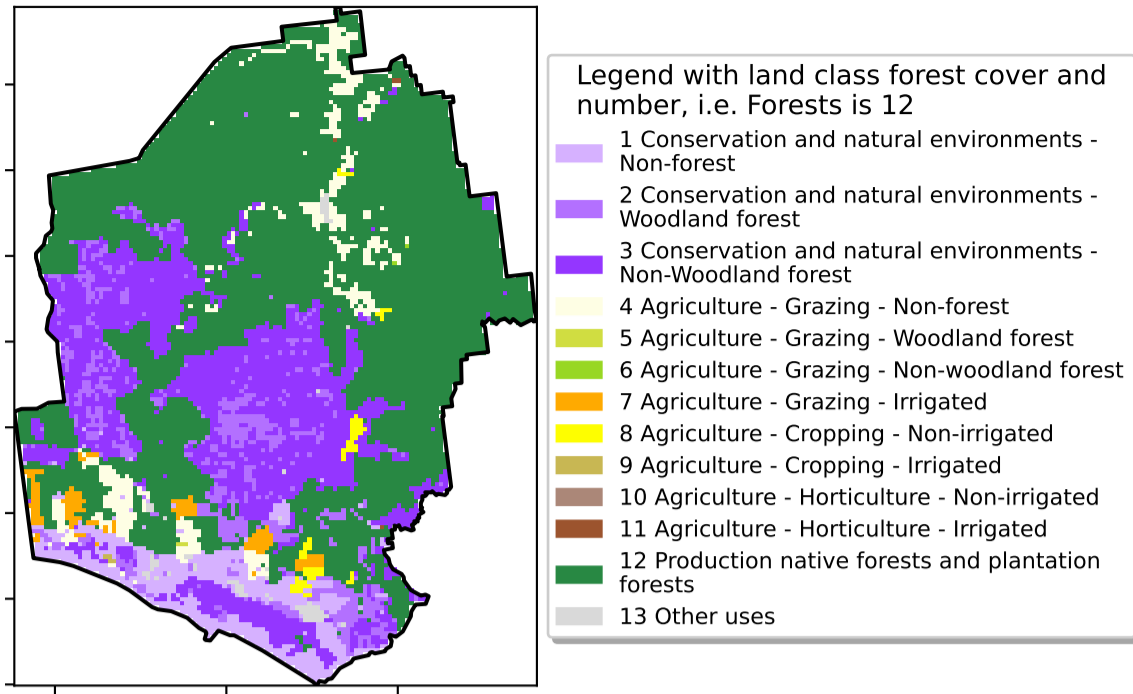 Legend with land class forest cover and
number, i.e. Forests is 12
1 Conservation and natural environments -
Non-forest
2 Conservation and natural environments -
Woodland forest
3 Conservation and natural environments -
Non-Woodland forest
4 Agriculture - Grazing - Non-forest
5 Agriculture - Grazing - Woodland forest
6 Agriculture - Grazing - Non-woodland forest
7 Agriculture - Grazing - Irrigated
8 Agriculture - Cropping - Non-irrigated
9 Agriculture - Cropping - Irrigated
10 Agriculture - Horticulture - Non-irrigated
11 Agriculture - Horticulture - Irrigated
12 Production native forests and plantation
forests
13 Other uses